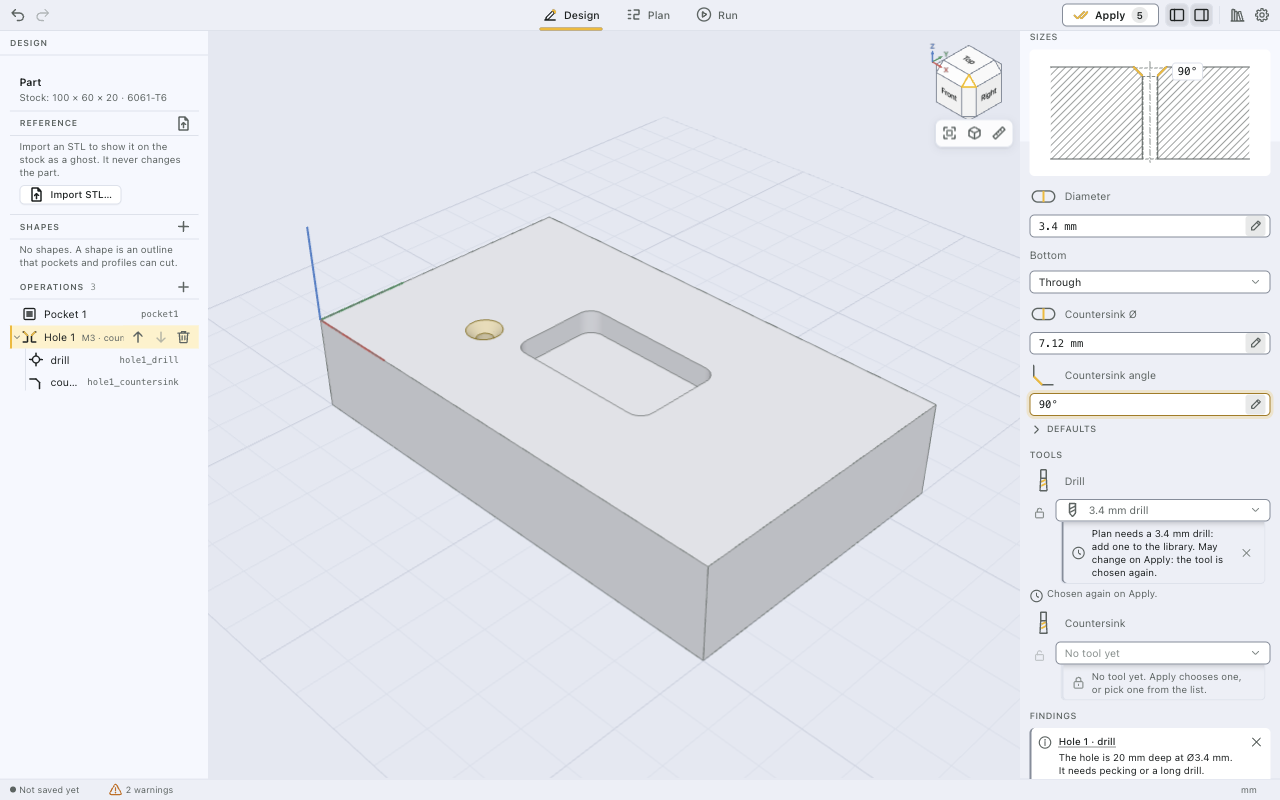 Design
Plan
Run
Apply 5
DESIGN
Part
Stock: 100 × 60 × 20 · 6061-T6
REFERENCE
Import an STL to show it on the
stock as a ghost. It never changes
the part.
Import STL...
SHAPES
No shapes. A shape is an outline
that pockets and profiles can cut.
OPERATIONS 3
Pocket 1 pocket1
Hole 1 M3 · coun
drill hole1_drill
cou... hole1_countersink
Z
Y
X
Top
Front
Right
SIZES
90°
Diameter
3.4 mm
Bottom
Through
Countersink Ø
7.12 mm
Countersink angle
90°
DEFAULTS
TOOLS
Drill
3.4 mm drill
Plan needs a 3.4 mm drill:
add one to the library. May
change on Apply: the tool is
chosen again.
Chosen again on Apply.
Countersink
No tool yet
No tool yet. Apply chooses one,
or pick one from the list.
FINDINGS
Hole 1 · drill
The hole is 20 mm deep at Ø3.4 mm.
It needs pecking or a long drill.
Not saved yet
2 warnings
mm